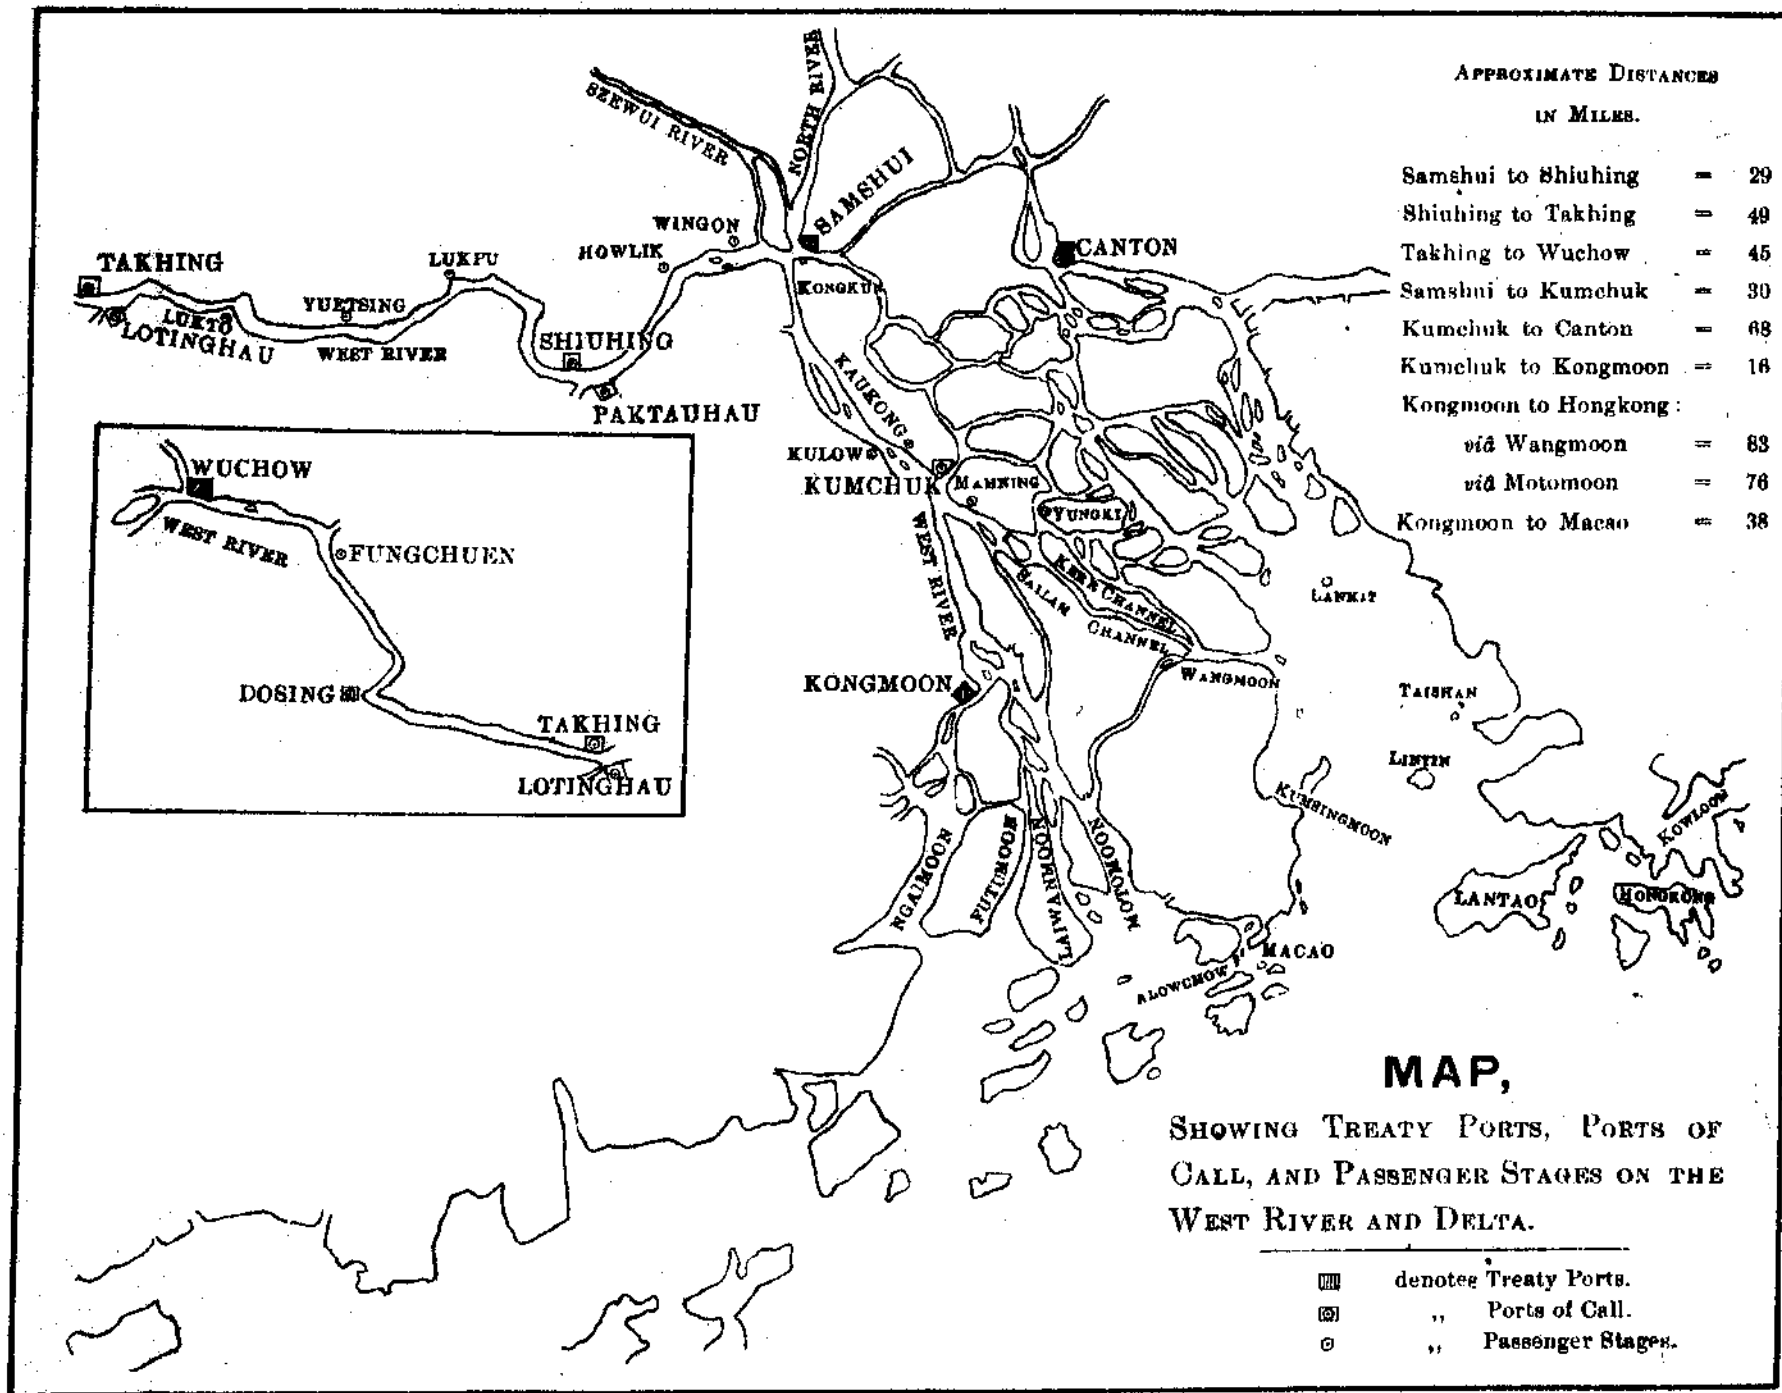 APPROXIMATE DISTANCES
IN MILES.
Samshui to Shiuhing = 29
Shiuhing to Takhing = 49
Takhing to Wuchow = 45
Samshui to Kumchuk = 30
Kumchuk to Canton = 68
Kumchuk to Kongmoon = 16
Kongmoon to Hongkong :
viâ Wangmoon = 83
viâ Motomoon = 76
Kongmoon to Macao = 38
SZEWUI RIVER
NORTH RIVER
SAMSHUI
WINGON
HOWLIK
CANTON
TAKHING
LUKPU
KONGKUN
YUETSING
LUKTO
LOTINGHAU
WEST RIVER
SHIUHING
PAKTAUHAU
KAUKONG
KULOW
KUMCHUK
MAHNING
YUNGKI
WEST RIVER
KERR CHANNEL
SAILAM CHANNEL
LANKIT
WANGMOON
KONGMOON
TAISHAN
LINTIN
KUMSINGMOON
KOWLOON
NGAIMOON
FUTUMOON
LAIWANMOON
MOTOMOON
LANTAO
HONGKONG
MACAO
WUCHOW
WEST RIVER
FUNGCHUEN
DOSING
TAKHING
LOTINGHAU
MAP,
SHOWING TREATY PORTS, PORTS OF
CALL, AND PASSENGER STAGES ON THE
WEST RIVER AND DELTA.
denotes Treaty Ports.
,, Ports of Call.
,, Passenger Stages.